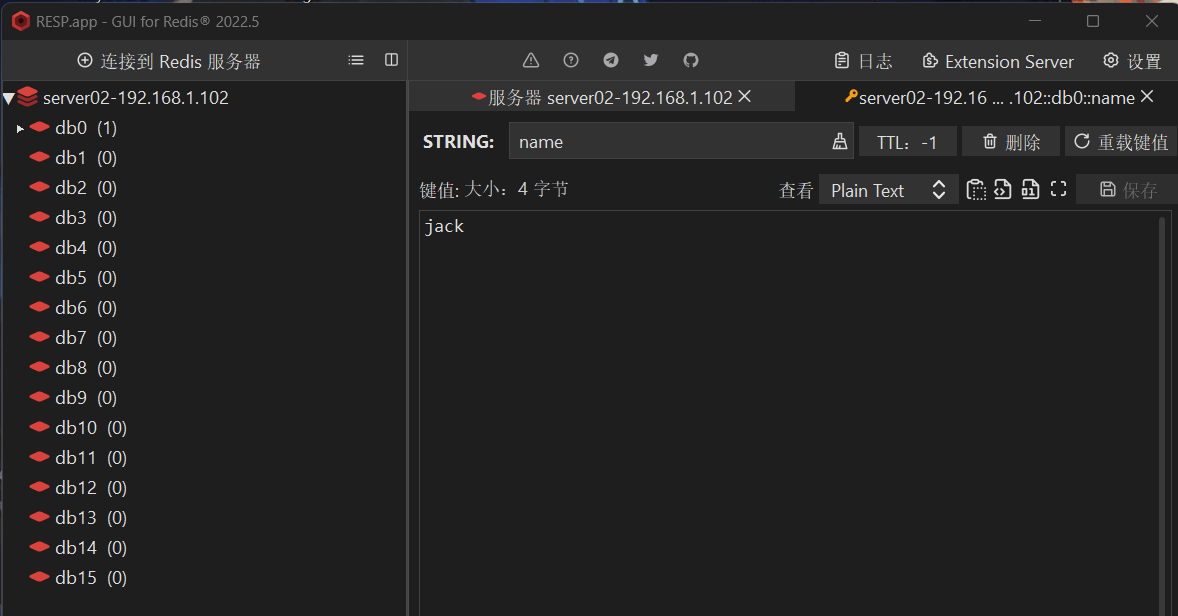 RESP.app - GUI for Redis® 2022.5
连接到 Redis 服务器
日志 Extension Server 设置
server02-192.168.1.102
服务器 server02-192.168.1.102
server02-192.16 ... .102::db0::name
db0 (1)
db1 (0)
db2 (0)
db3 (0)
db4 (0)
db5 (0)
db6 (0)
db7 (0)
db8 (0)
db9 (0)
db10 (0)
db11 (0)
db12 (0)
db13 (0)
db14 (0)
db15 (0)
STRING: name TTL：-1 删除 重载键值
键值: 大小：4 字节 查看 Plain Text 保存
jack